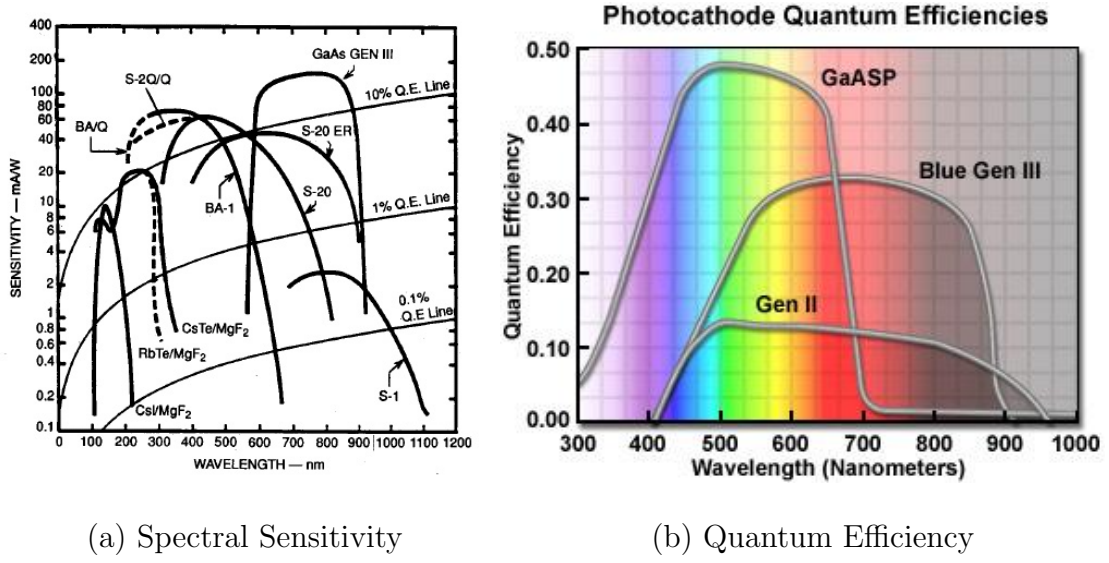 400
200
100
80
60
40
20
10
8
6
4
2
1
0.8
0.6
0.4
0.2
0.1
SENSITIVITY — mA/W
GaAs GEN III
S-2Q/Q
10% Q.E. Line
BA/Q
S-20 ER
S-20
BA-1
1% Q.E. Line
0.1%
Q.E Line
CsTe/MgF2
RbTe/MgF2
CsI/MgF2
S-1
0 100 200 300 400 500 600 700 800 900 1000 1100 1200
WAVELENGTH — nm
(a) Spectral Sensitivity
Photocathode Quantum Efficiencies
0.50
0.40
0.30
0.20
0.10
0.00
Quantum Efficiency
GaASP
Blue Gen III
Gen II
300 400 500 600 700 800 900 1000
Wavelength (Nanometers)
(b) Quantum Efficiency